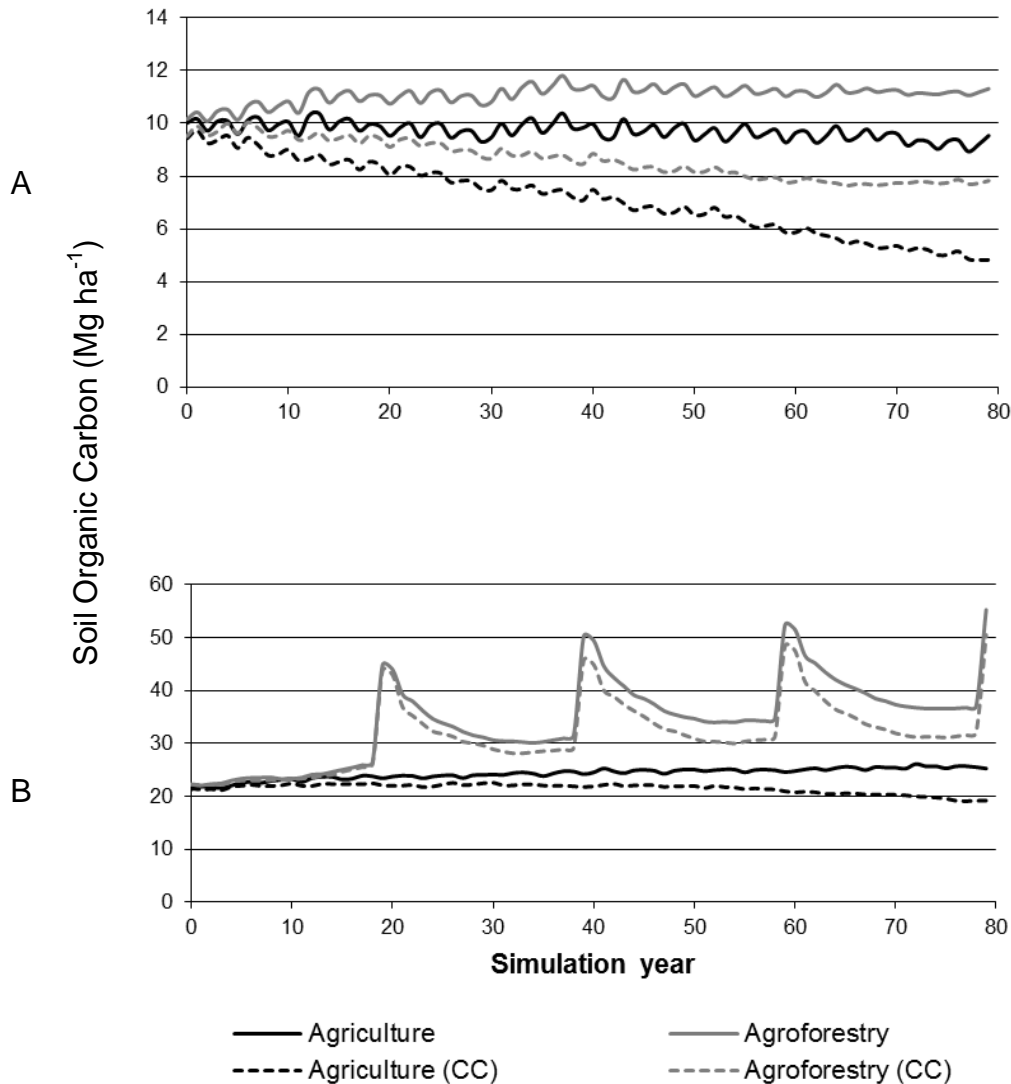 A
B
Soil Organic Carbon (Mg ha⁻¹)
14
12
10
8
6
4
2
0
0 10 20 30 40 50 60 70 80
60
50
40
30
20
10
0
0 10 20 30 40 50 60 70 80
Simulation year
Agriculture Agroforestry
Agriculture (CC) Agroforestry (CC)